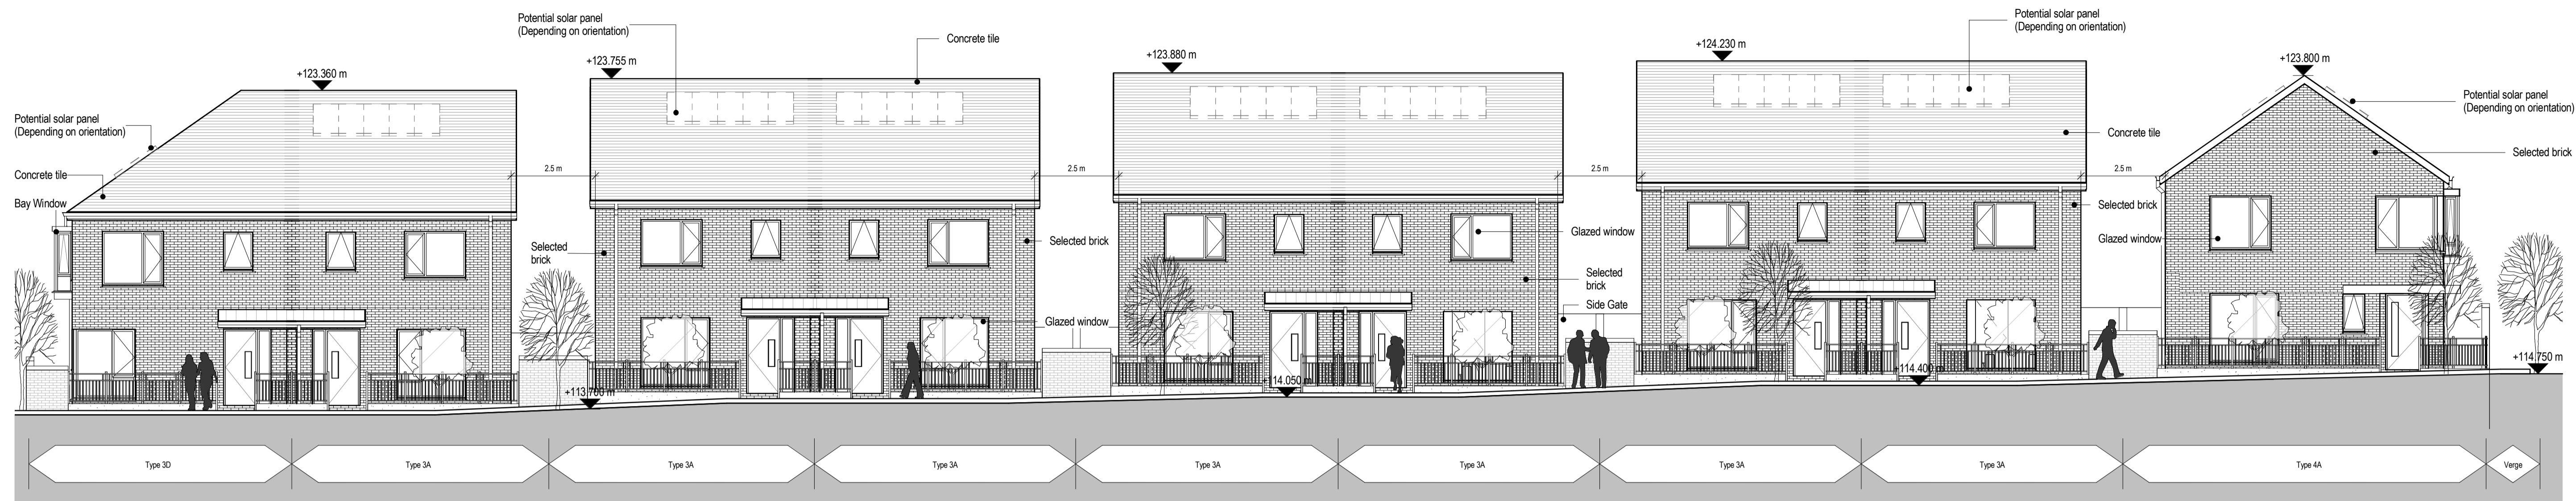 Potential solar panel
(Depending on orientation)
Concrete tile
Bay Window
+123.360 m
Potential solar panel
(Depending on orientation)
+123.755 m
Concrete tile
2.5 m
Selected
brick
Selected brick
Glazed window
+113.700 m
2.5 m
+123.880 m
Glazed window
Selected
brick
Side Gate
+114.050 m
2.5 m
+124.230 m
Potential solar panel
(Depending on orientation)
Concrete tile
2.5 m
Selected brick
Glazed window
+114.400 m
+123.800 m
Potential solar panel
(Depending on orientation)
Selected brick
+114.750 m
Type 3D
Type 3A
Type 3A
Type 3A
Type 3A
Type 3A
Type 3A
Type 3A
Type 4A
Verge